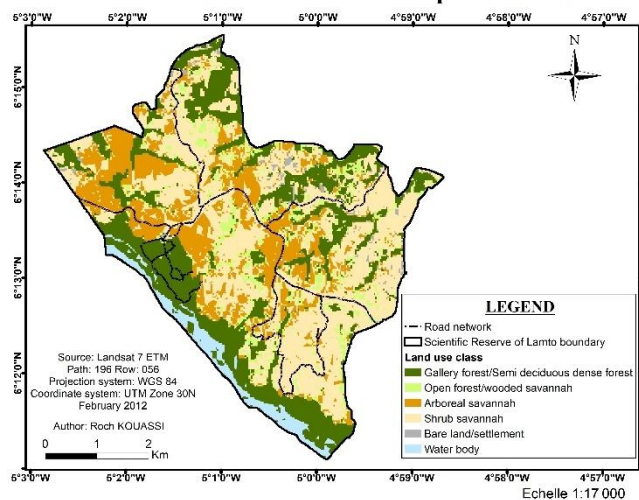 5°3'0"W 5°2'0"W 5°1'0"W 5°0'0"W 4°59'0"W 4°58'0"W 4°57'0"W
N
6°15'0"N
6°14'0"N
6°13'0"N
6°12'0"N
LEGEND
Road network
Scientific Reserve of Lamto boundary
Land use class
Gallery forest/Semi deciduous dense forest
Open forest/wooded savannah
Arboreal savannah
Shrub savannah
Bare land/settlement
Water body
Source: Landsat 7 ETM
Path: 196 Row: 056
Projection system: WGS 84
Coordinate system: UTM Zone 30N
February 2012
Author: Roch KOUASSI
0 1 2
Km
5°3'0"W 5°2'0"W 5°1'0"W 5°0'0"W 4°59'0"W 4°58'0"W 4°57'0"W
Echelle 1:17 000